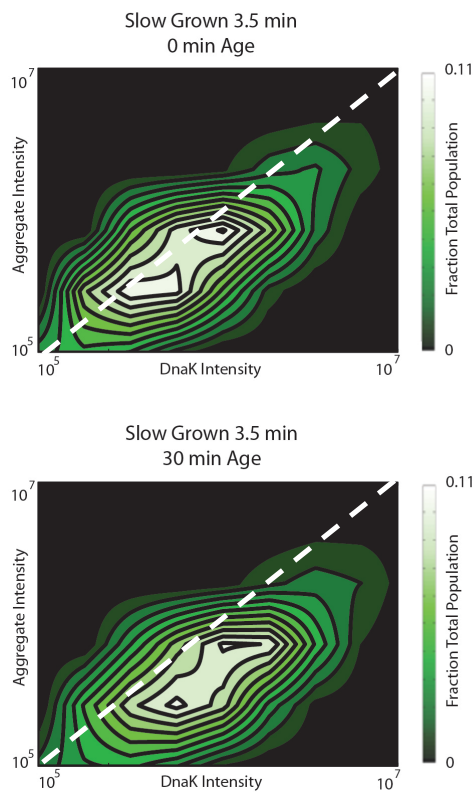 Slow Grown 3.5 min
0 min Age
10^7
Aggregate Intensity
10^5
10^5
DnaK Intensity
10^7
0.11
Fraction Total Population
0
Slow Grown 3.5 min
30 min Age
10^7
Aggregate Intensity
10^5
10^5
DnaK Intensity
10^7
0.11
Fraction Total Population
0